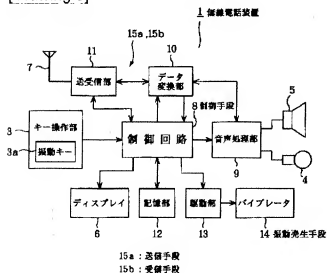 1 無線電話装置
15a,15b
11
10
7
送受信部
データ
変換部
8 制御手段
5
3
キー操作部
3a
振動キー
制御回路
音声処理部
9
4
ディスプレイ
記憶部
駆動部
バイブレータ
6
12
13
14 振動発生手段
15a : 送信手段
15b : 受信手段